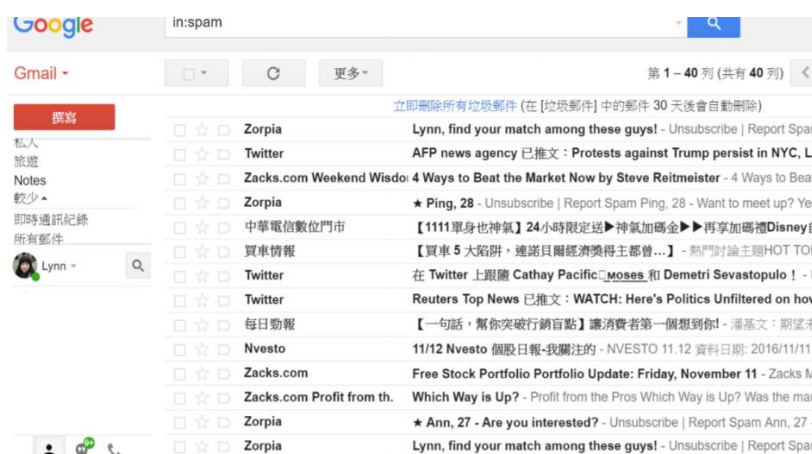 Google
in:spam
Gmail
更多
第 1 – 40 列 (共有 40 列)
撰寫
立即刪除所有垃圾郵件 (在 [垃圾郵件] 中的郵件 30 天後會自動刪除)
私人
旅遊
Notes
較少
即時通訊紀錄
所有郵件
Lynn
Zorpia Lynn, find your match among these guys! - Unsubscribe | Report Spa
Twitter AFP news agency 已推文：Protests against Trump persist in NYC, L
Zacks.com Weekend Wisdo 4 Ways to Beat the Market Now by Steve Reitmeister - 4 Ways to Beat
Zorpia ★ Ping, 28 - Unsubscribe | Report Spam Ping, 28 - Want to meet up? Yes
中華電信數位門市 【1111單身也神氣】24小時限定送▶神氣加碼金▶▶再享加碼禮Disney
買車情報 【買車 5 大陷阱，連諾貝爾經濟獎得主都曾...】 - 熱門討論主題HOT TO
Twitter 在 Twitter 上跟隨 Cathay Pacific moses 和 Demetri Sevastopulo！ -
Twitter Reuters Top News 已推文：WATCH: Here's Politics Unfiltered on how
每日勁報 【一句話，幫你突破行銷盲點】讓消費者第一個想到你! - 潘基文：期望
Nvesto 11/12 Nvesto 個股日報-我關注的 - NVESTO 11.12 資料日期: 2016/11/11
Zacks.com Free Stock Portfolio Portfolio Update: Friday, November 11 - Zacks
Zacks.com Profit from th. Which Way is Up? - Profit from the Pros Which Way is Up? Was the mar
Zorpia ★ Ann, 27 - Are you interested? - Unsubscribe | Report Spam Ann, 27
Zorpia Lynn, find your match among these guys! - Unsubscribe | Report Spa
9+